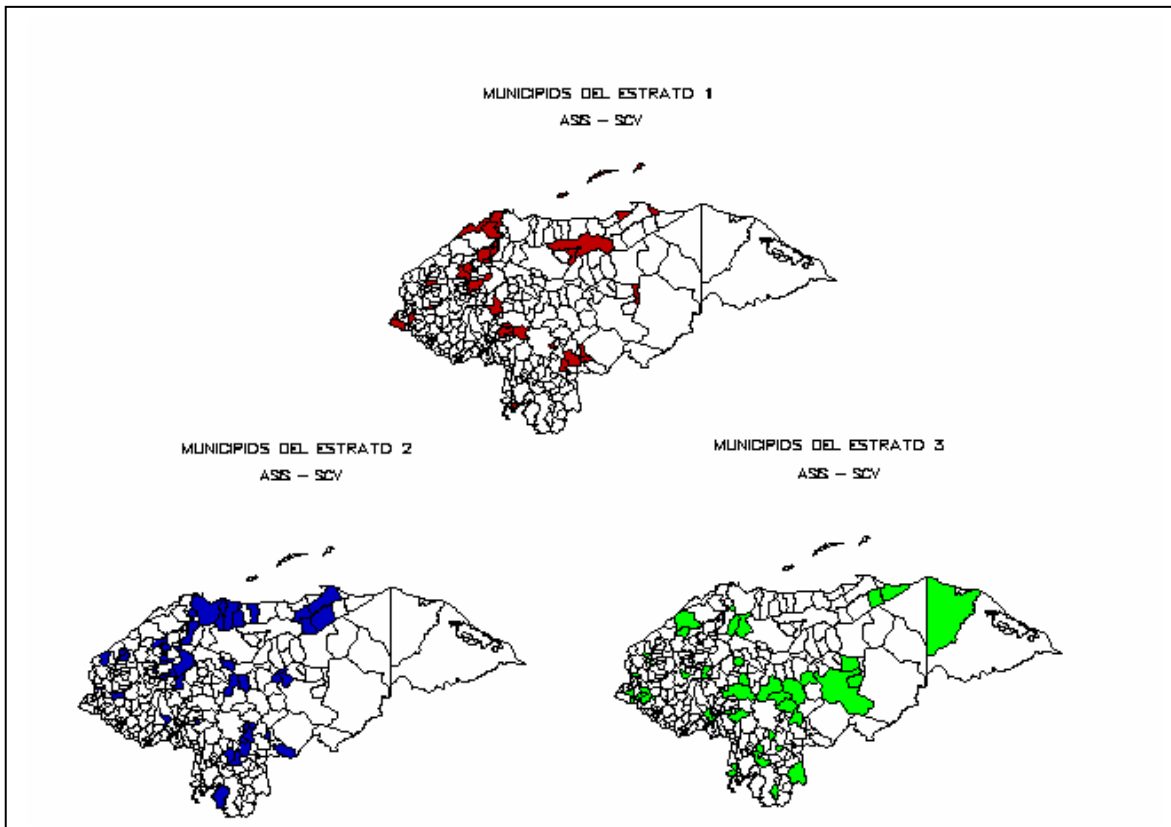 MUNICIPIOS DEL ESTRATO 1
ASIS - SCV
MUNICIPIOS DEL ESTRATO 2
ASIS - SCV
MUNICIPIOS DEL ESTRATO 3
ASIS - SCV